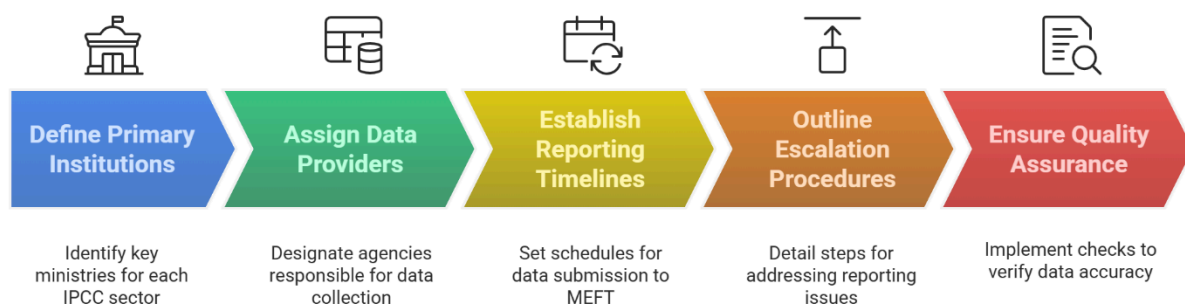 Define Primary
Institutions
Assign Data
Providers
Establish
Reporting
Timelines
Outline
Escalation
Procedures
Ensure Quality
Assurance
Identify key
ministries for each
IPCC sector
Designate agencies
responsible for data
collection
Set schedules for
data submission to
MEFT
Detail steps for
addressing reporting
issues
Implement checks to
verify data accuracy